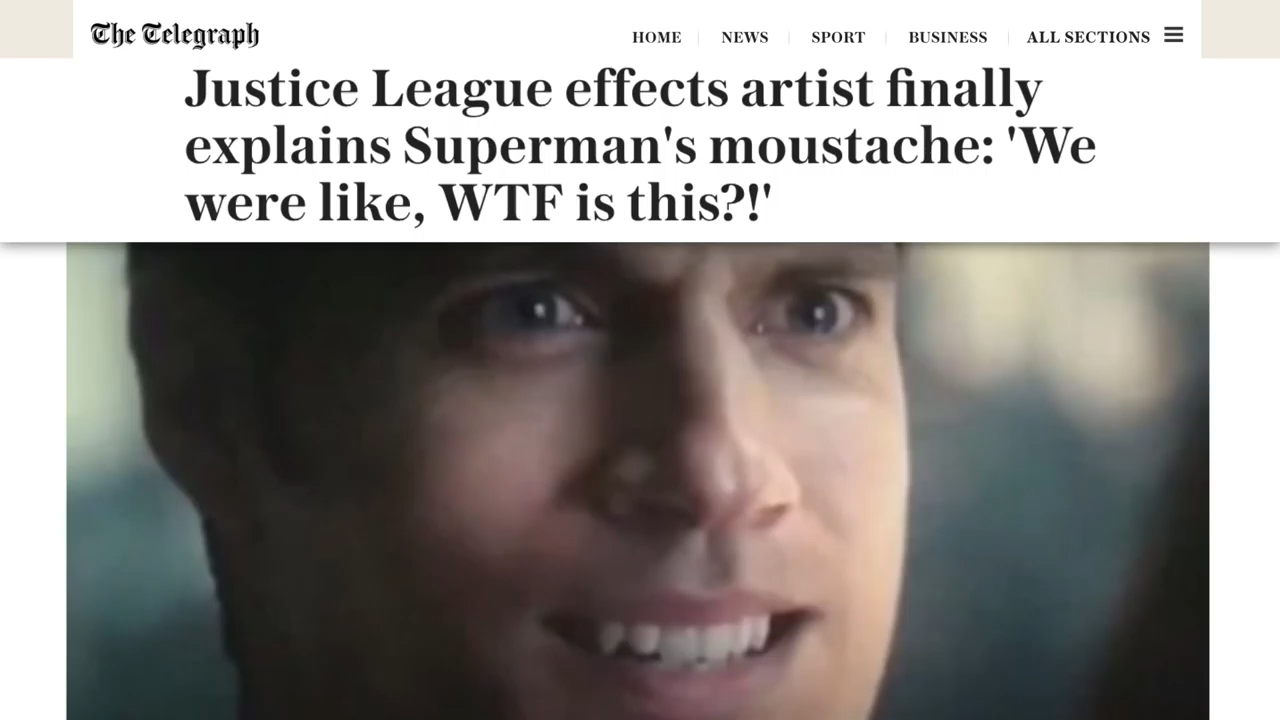 The Telegraph
HOME NEWS SPORT BUSINESS ALL SECTIONS
Justice League effects artist finally
explains Superman's moustache: 'We
were like, WTF is this?!'